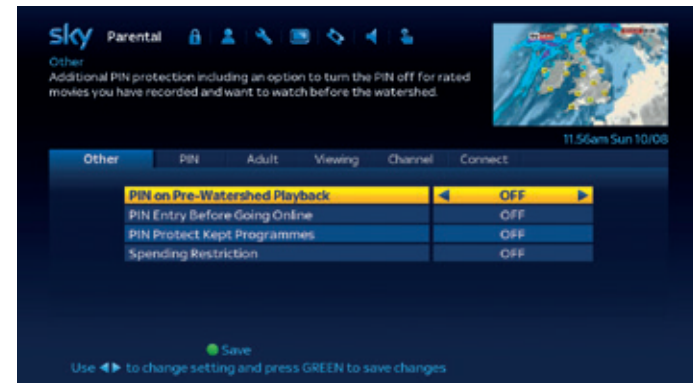 sky Parental
Other
Additional PIN protection including an option to turn the PIN off for rated
movies you have recorded and want to watch before the watershed.
11.56am Sun 10/08
Other PIN Adult Viewing Channel Connect
PIN on Pre-Watershed Playback OFF
PIN Entry Before Going Online OFF
PIN Protect Kept Programmes OFF
Spending Restriction OFF
Save
Use ◀▶ to change setting and press GREEN to save changes